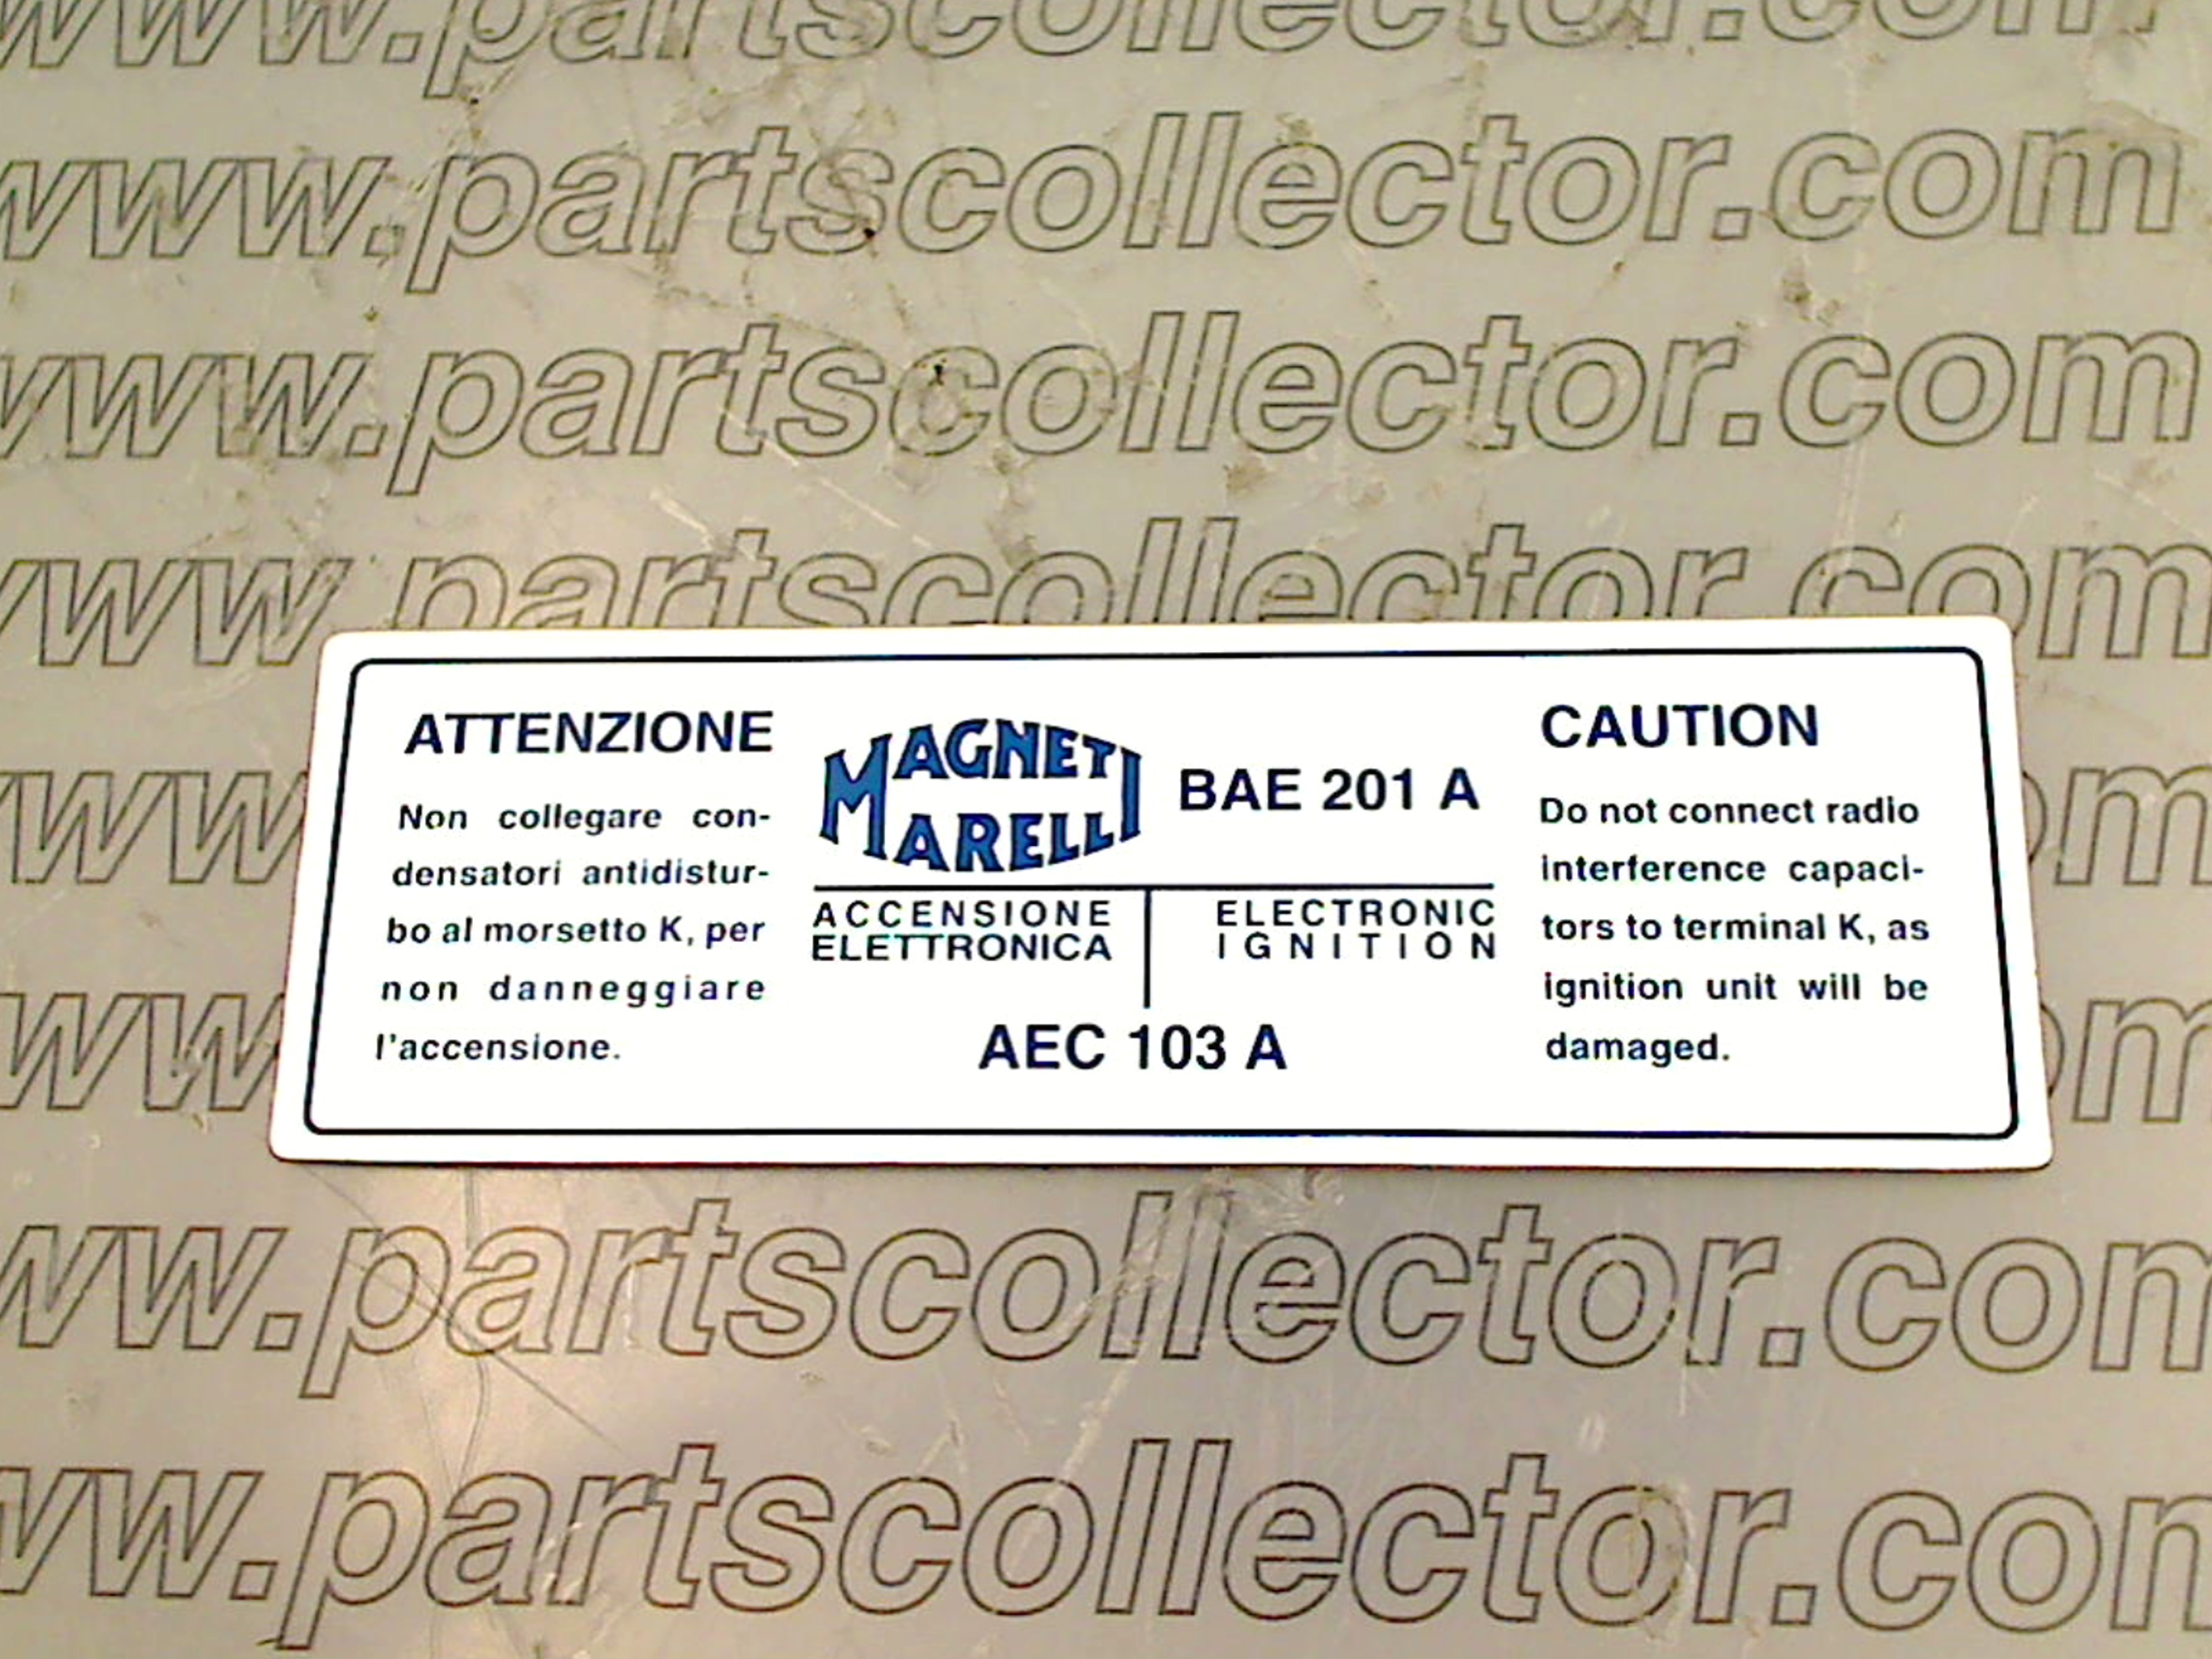 www.partscollector.com
www.partscollector.com
www.partscollector.com
www.partscollector.com
ATTENZIONE
Non collegare con-
densatori antidistur-
bo al morsetto K, per
non danneggiare
l'accensione.
MAGNETI
MARELLI
BAE 201 A
ACCENSIONE
ELETTRONICA
ELECTRONIC
IGNITION
AEC 103 A
CAUTION
Do not connect radio
interference capaci-
tors to terminal K, as
ignition unit will be
damaged.
ww.partscollector.com
ww.partscollector.com